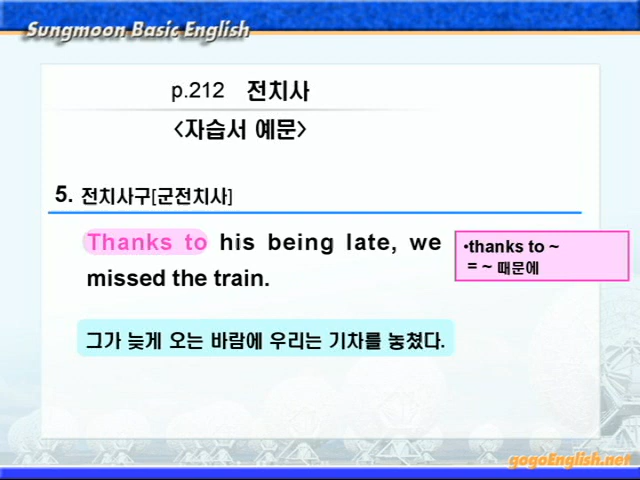 Sungmoon Basic English
p.212 전치사
<자습서 예문>
5. 전치사구[군전치사]
Thanks to his being late, we
missed the train.
•thanks to ~
= ~ 때문에
그가 늦게 오는 바람에 우리는 기차를 놓쳤다.
gogoEnglish.net